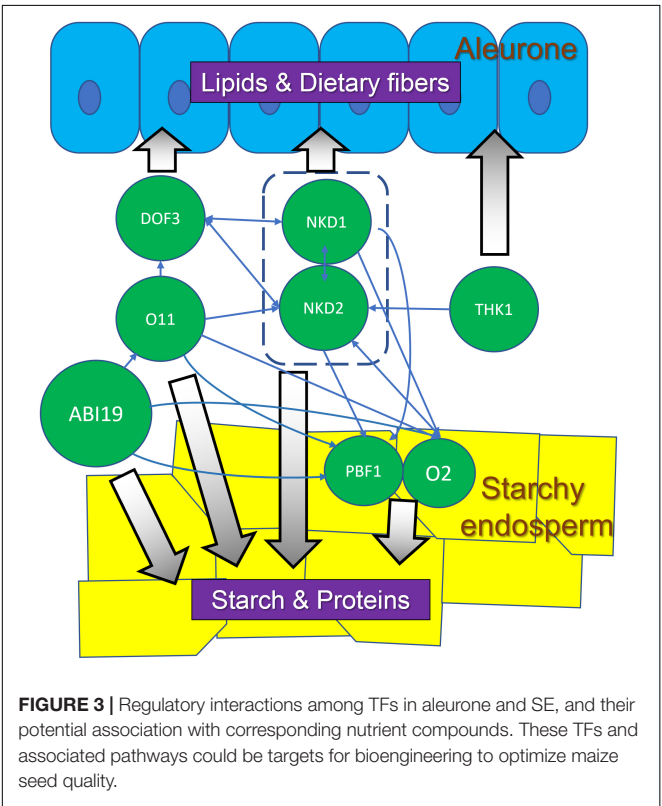 Aleurone
Lipids & Dietary fibers
DOF3
NKD1
NKD2
O11
THK1
ABI19
PBF1
O2
Starchy
endosperm
Starch & Proteins
FIGURE 3 | Regulatory interactions among TFs in aleurone and SE, and their
potential association with corresponding nutrient compounds. These TFs and
associated pathways could be targets for bioengineering to optimize maize
seed quality.